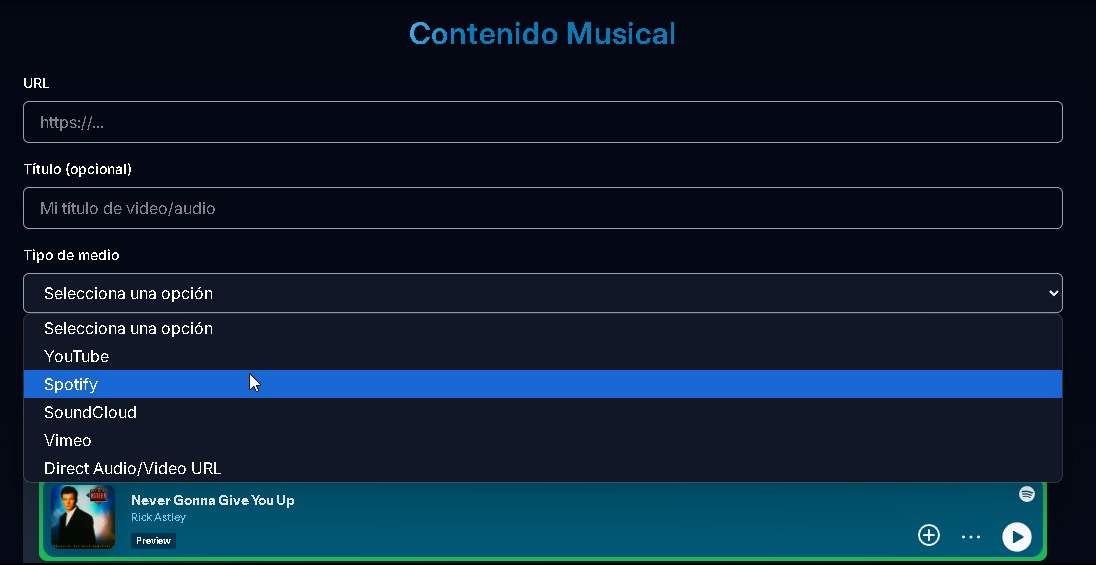 Contenido Musical
URL
https://...
Título (opcional)
Mi título de video/audio
Tipo de medio
Selecciona una opción
Selecciona una opción
YouTube
Spotify
SoundCloud
Vimeo
Direct Audio/Video URL
Never Gonna Give You Up
Rick Astley
Preview